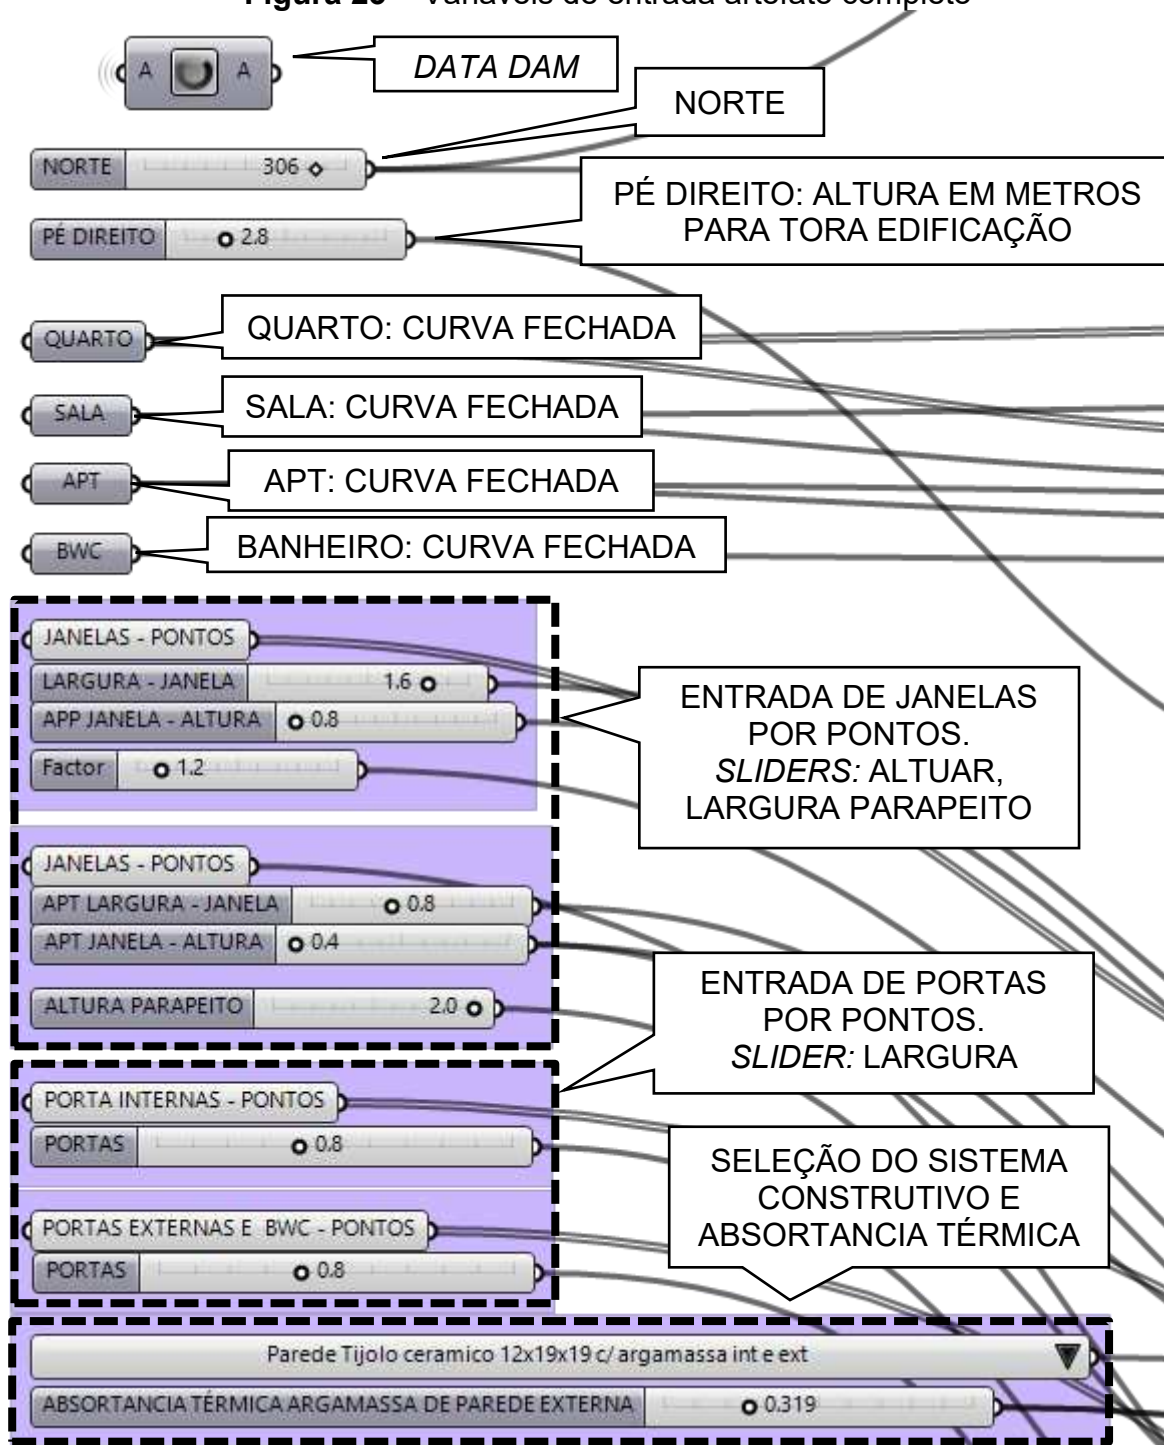 A A
DATA DAM
NORTE
NORTE 306
PÉ DIREITO: ALTURA EM METROS
PARA TORA EDIFICAÇÃO
PÉ DIREITO 2.8
QUARTO
QUARTO: CURVA FECHADA
SALA
SALA: CURVA FECHADA
APT
APT: CURVA FECHADA
BWC
BANHEIRO: CURVA FECHADA
JANELAS - PONTOS
LARGURA - JANELA 1.6
APP JANELA - ALTURA 0.8
Factor 1.2
ENTRADA DE JANELAS
POR PONTOS.
SLIDERS: ALTUAR,
LARGURA PARAPEITO
JANELAS - PONTOS
APT LARGURA - JANELA 0.8
APT JANELA - ALTURA 0.4
ALTURA PARAPEITO 2.0
ENTRADA DE PORTAS
POR PONTOS.
SLIDER: LARGURA
PORTA INTERNAS - PONTOS
PORTAS 0.8
PORTAS EXTERNAS E BWC - PONTOS
PORTAS 0.8
SELEÇÃO DO SISTEMA
CONSTRUTIVO E
ABSORTANCIA TÉRMICA
Parede Tijolo ceramico 12x19x19 c/ argamassa int e ext
ABSORTANCIA TÉRMICA ARGAMASSA DE PAREDE EXTERNA 0.319